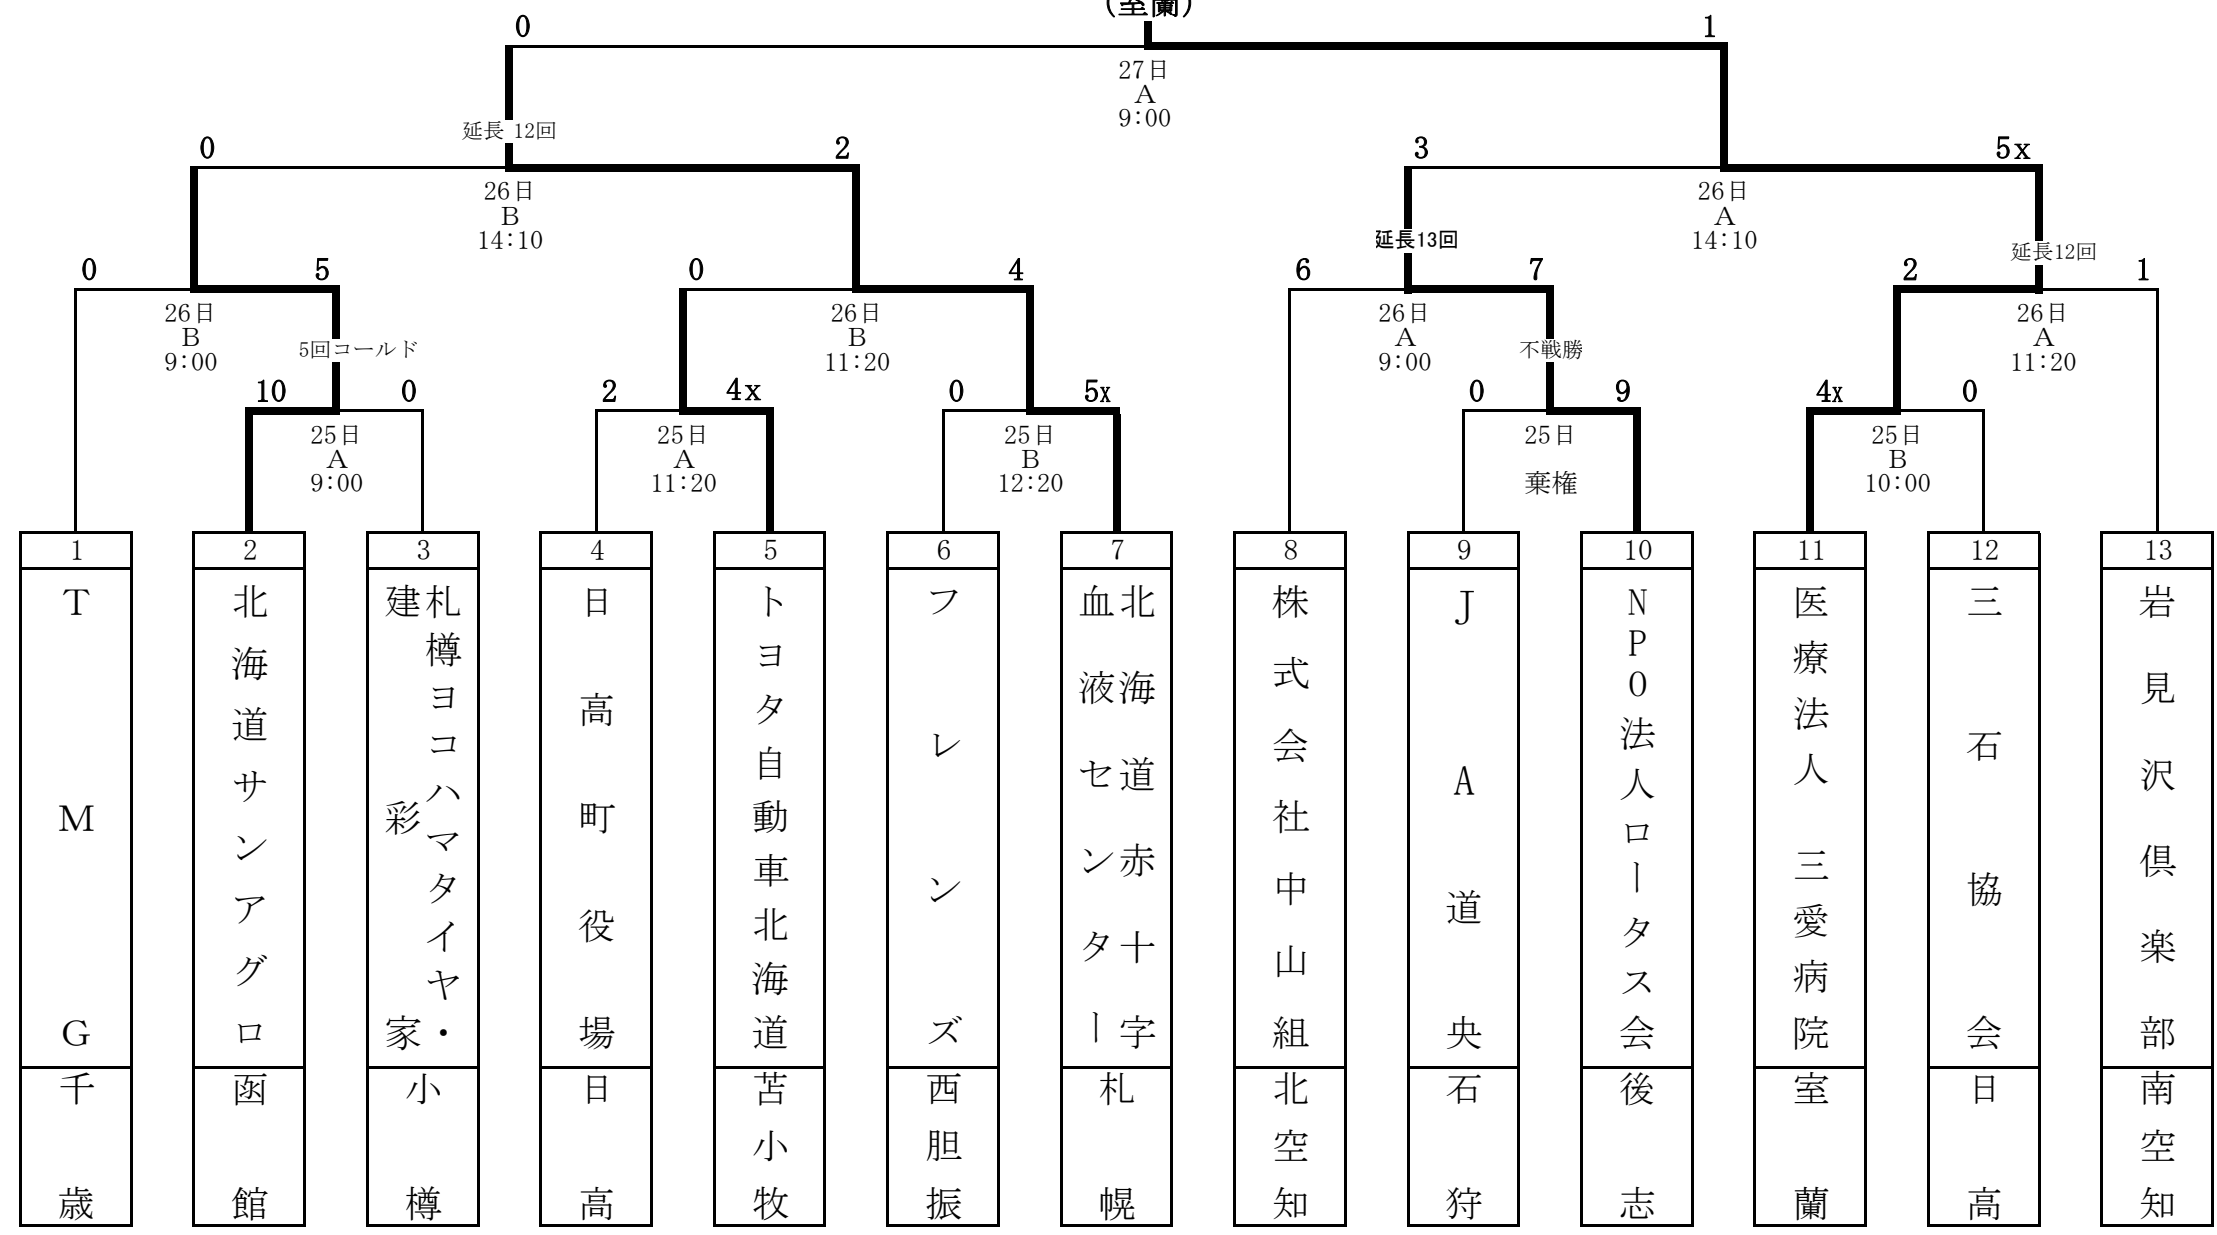 （室蘭）
0
1
27日
A
9:00
延長 12回
0
2
3
5x
26日
B
14:10
26日
A
14:10
延長13回
延長12回
0
5
0
4
6
7
2
1
26日
B
9:00
26日
B
11:20
26日
A
9:00
26日
A
11:20
5回コールド
不戦勝
10
0
2
4x
0
5x
0
9
4x
0
25日
A
9:00
25日
A
11:20
25日
B
12:20
25日
棄権
25日
B
10:00
1
TMG
千歳
2
北海道サンアグロ
函館
3
札樽ヨコハマタイヤ・
建彩家
小樽
4
日高町役場
日高
5
トヨタ自動車北海道
苫小牧
6
フレンズ
西胆振
7
北海道赤十字
血液センター
札幌
8
株式会社中山組
北空知
9
JA道央
石狩
10
NPO法人ロータス会
後志
11
医療法人 三愛病院
室蘭
12
三石協会
日高
13
岩見沢倶楽部
南空知